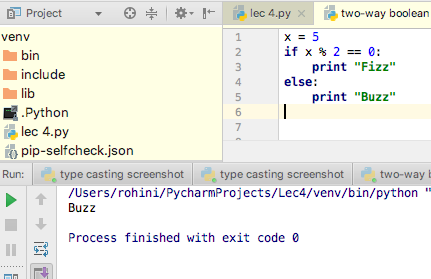 Project
lec 4.py
two-way boolean
venv
bin
include
lib
.Python
lec 4.py
pip-selfcheck.json
1 x = 5
2 if x % 2 == 0:
3     print "Fizz"
4 else:
5     print "Buzz"
6
Run:
type casting screenshot
type casting screenshot
two-way b
/Users/rohini/PycharmProjects/Lec4/venv/bin/python "
Buzz
Process finished with exit code 0